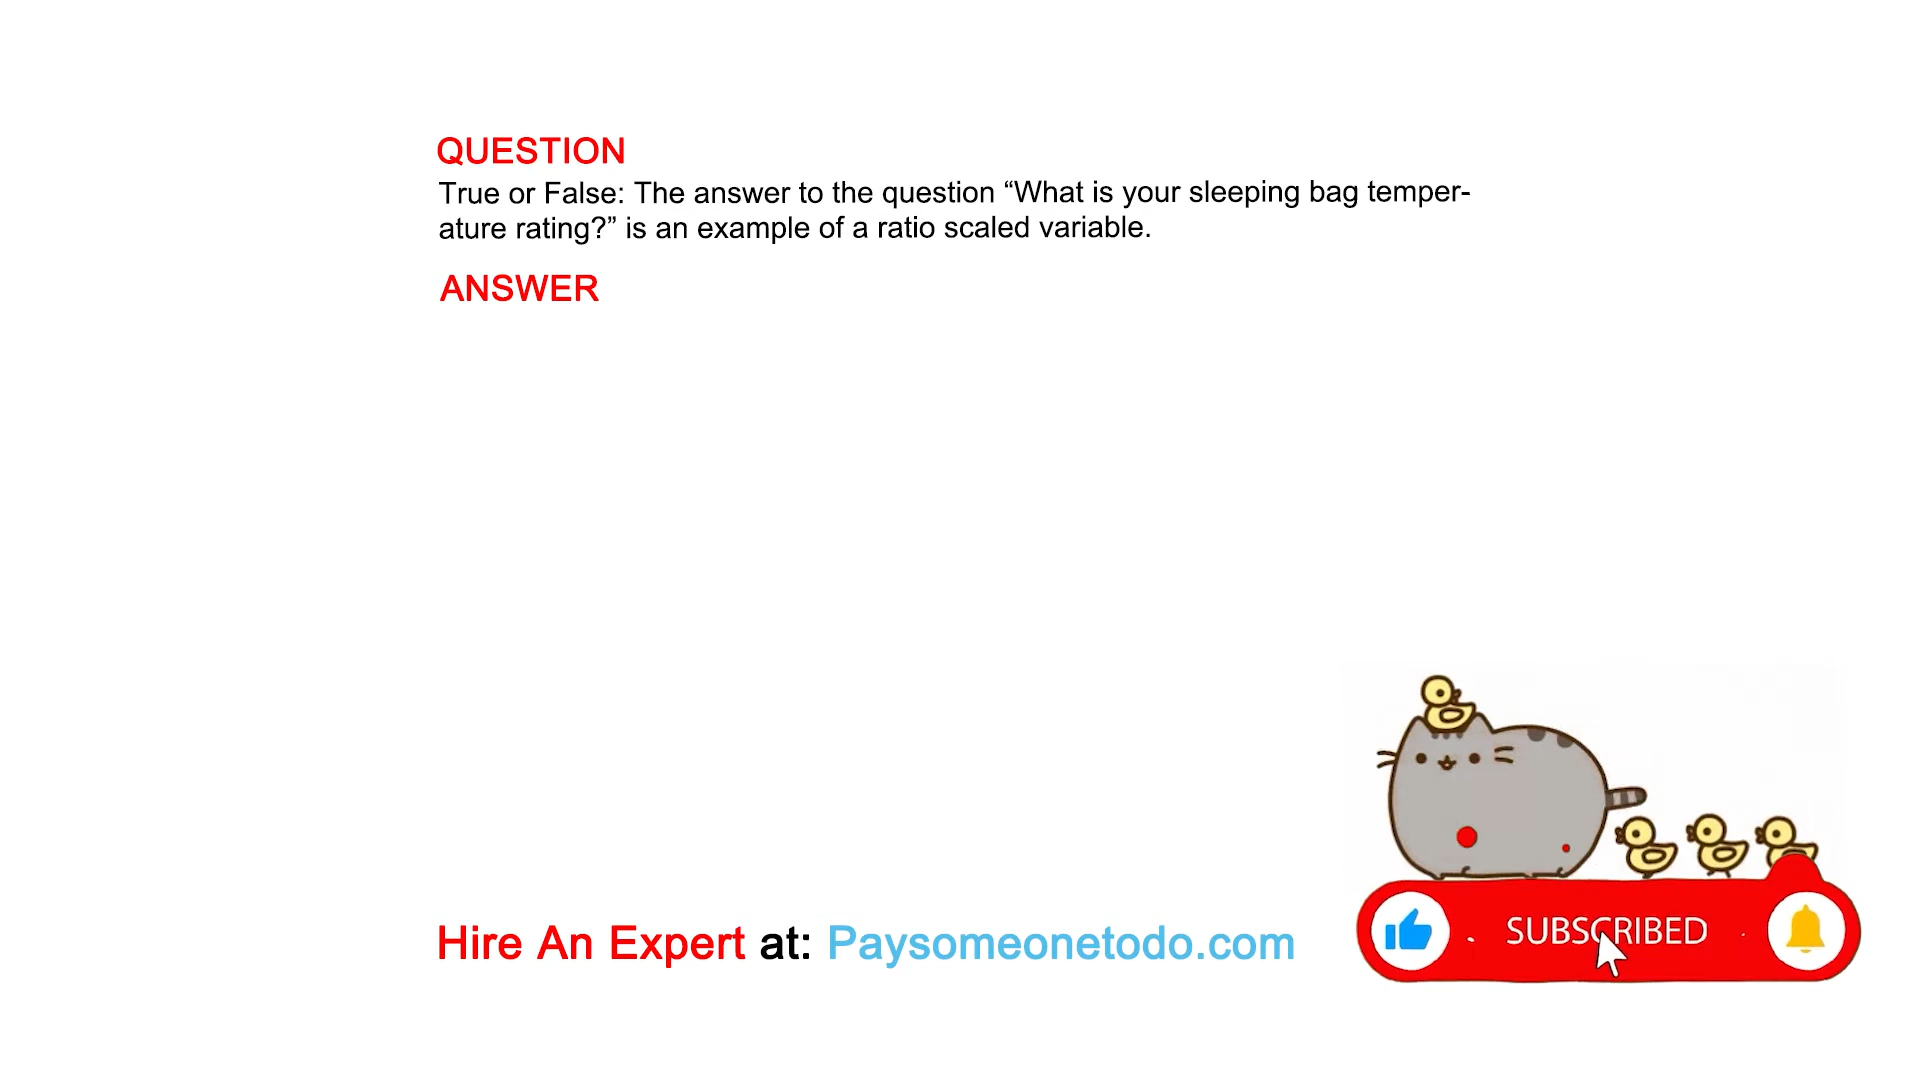 QUESTION
True or False: The answer to the question “What is your sleeping bag temper-
ature rating?” is an example of a ratio scaled variable.
ANSWER
Hire An Expert at: Paysomeonetodo.com
SUBSCRIBED